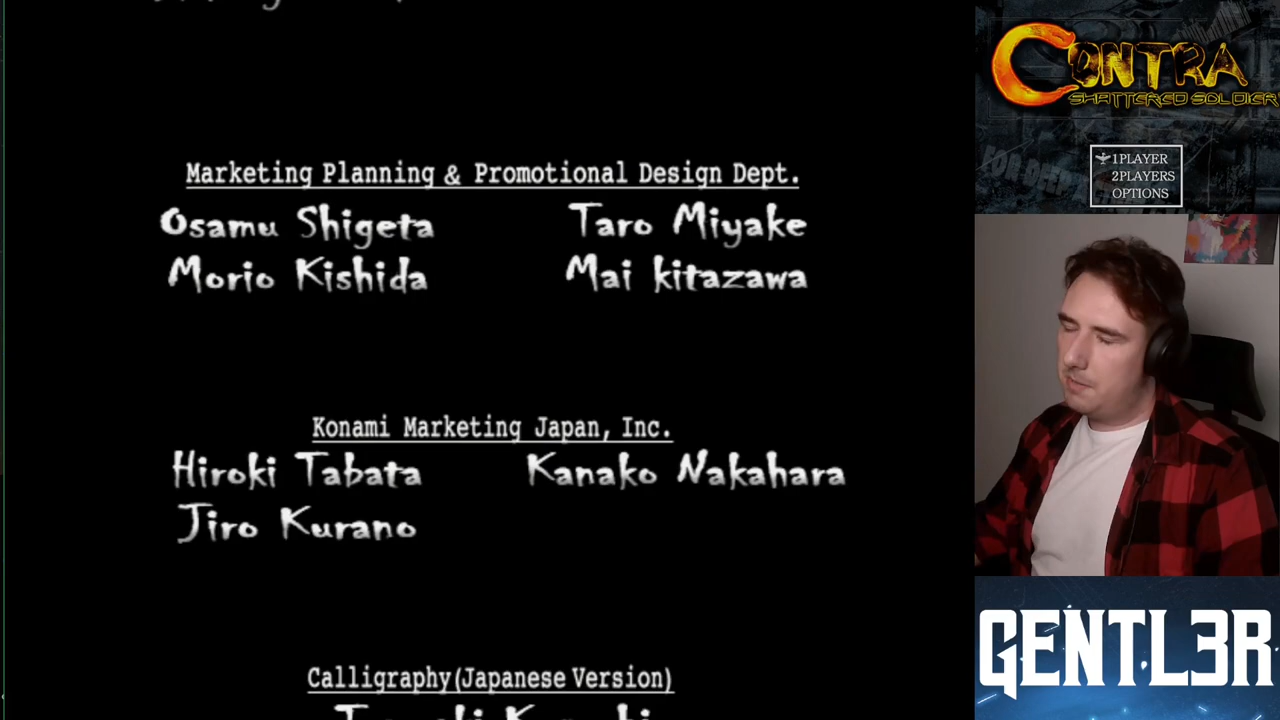 Marketing Planning & Promotional Design Dept.
Osamu Shigeta Taro Miyake
Morio Kishida Mai kitazawa
Konami Marketing Japan, Inc.
Hiroki Tabata Kanako Nakahara
Jiro Kurano
Calligraphy(Japanese Version)
CONTRA
SHATTERED SOLDIER
1PLAYER
2PLAYERS
OPTIONS
GENTL3R